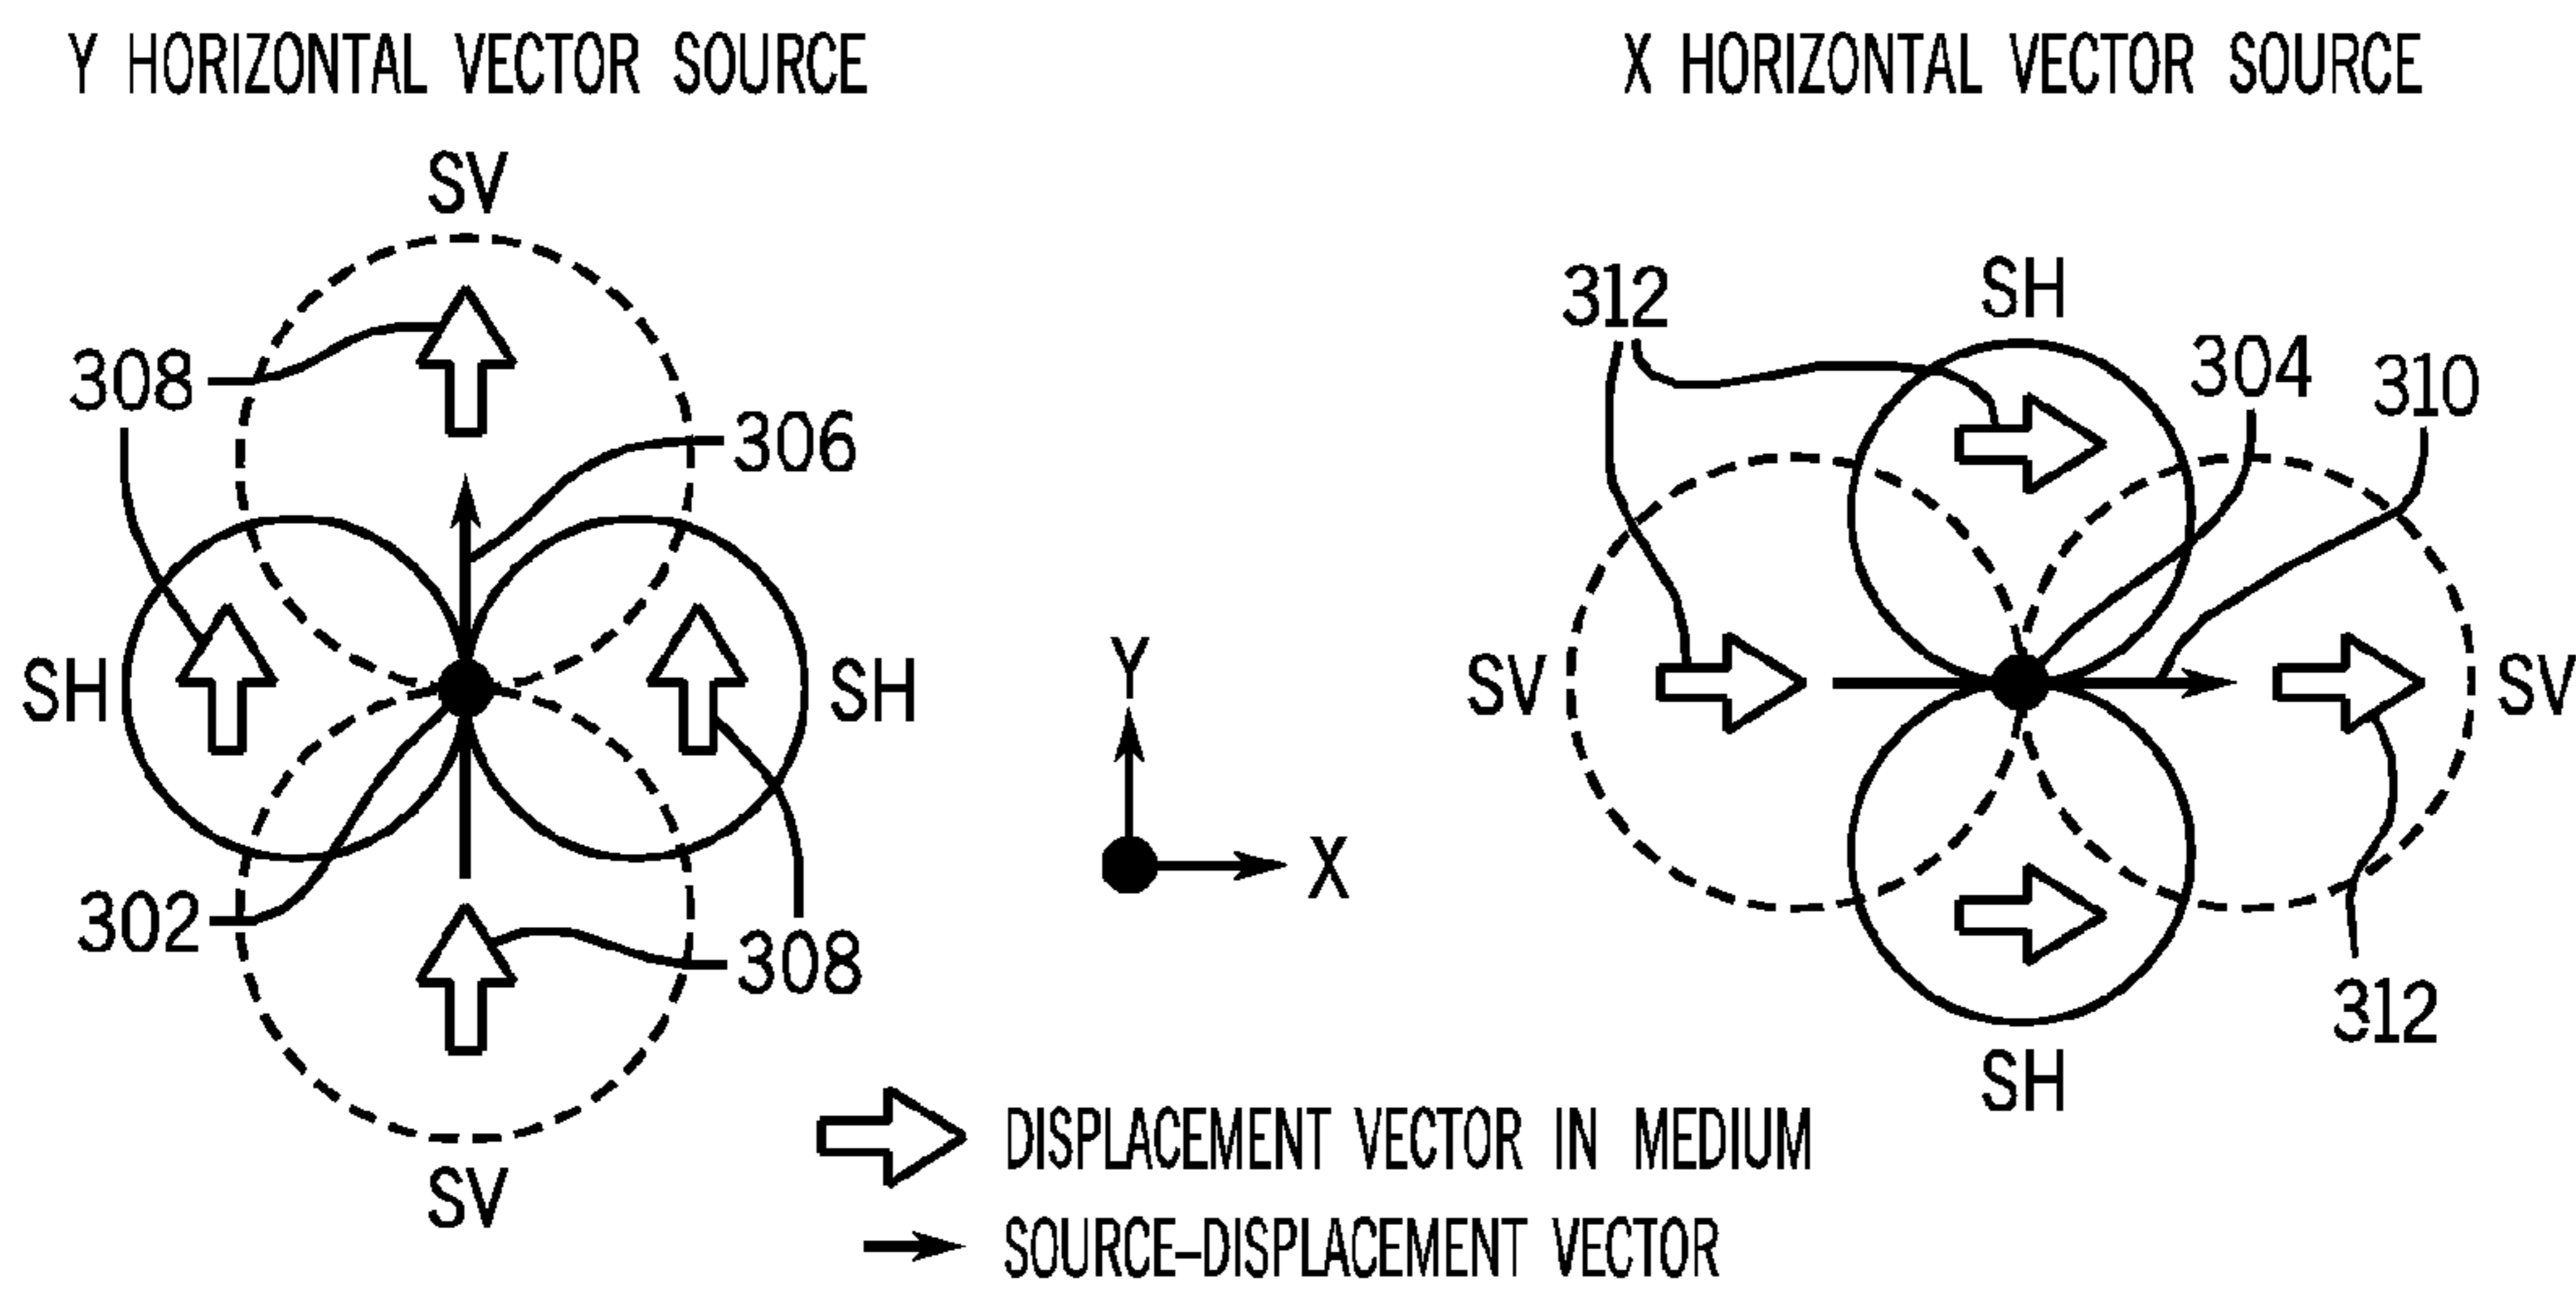 Y HORIZONTAL VECTOR SOURCE
X HORIZONTAL VECTOR SOURCE
SV
308
306
SH
SH
302
308
SV
Y
X
312
SH
304
310
SV
SV
312
SH
DISPLACEMENT VECTOR IN MEDIUM
SOURCE–DISPLACEMENT VECTOR